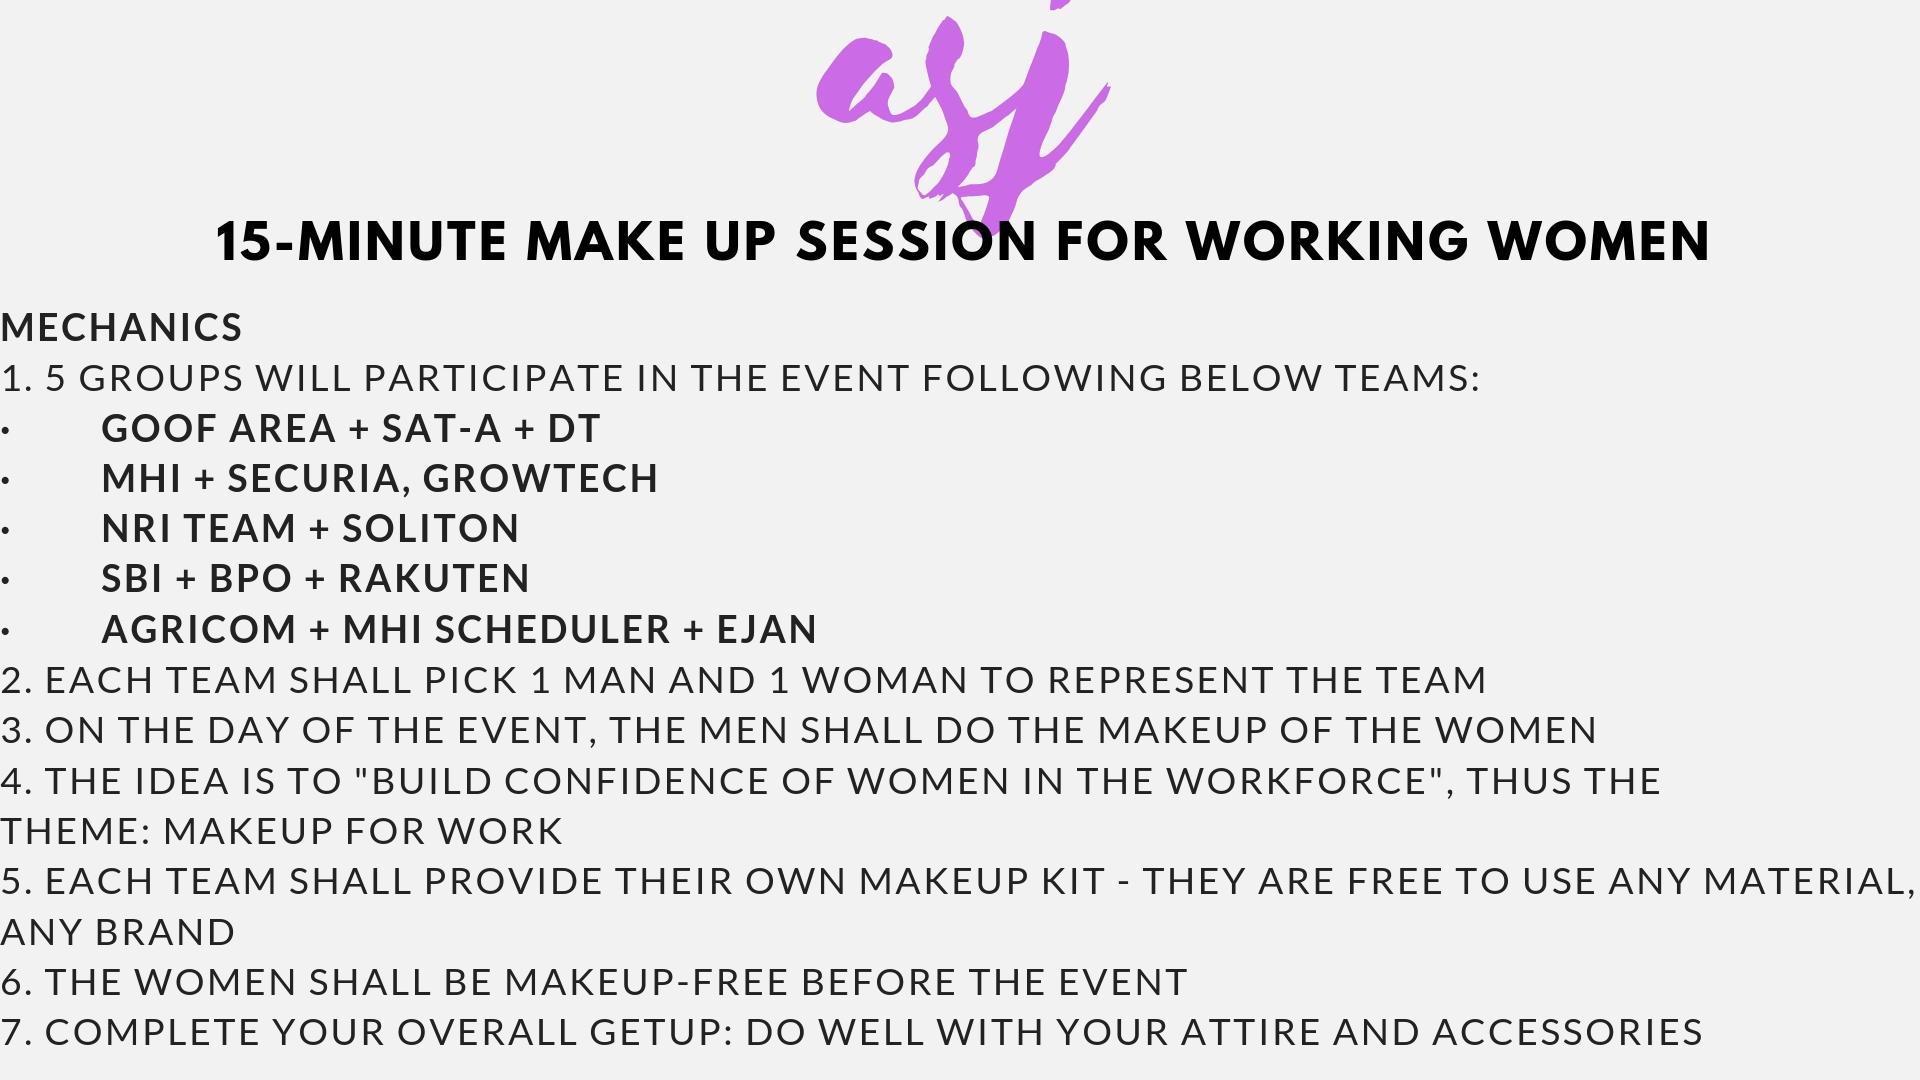 asj
15-MINUTE MAKE UP SESSION FOR WORKING WOMEN
MECHANICS
1. 5 GROUPS WILL PARTICIPATE IN THE EVENT FOLLOWING BELOW TEAMS:
· GOOF AREA + SAT-A + DT
· MHI + SECURIA, GROWTECH
· NRI TEAM + SOLITON
· SBI + BPO + RAKUTEN
· AGRICOM + MHI SCHEDULER + EJAN
2. EACH TEAM SHALL PICK 1 MAN AND 1 WOMAN TO REPRESENT THE TEAM
3. ON THE DAY OF THE EVENT, THE MEN SHALL DO THE MAKEUP OF THE WOMEN
4. THE IDEA IS TO "BUILD CONFIDENCE OF WOMEN IN THE WORKFORCE", THUS THE
THEME: MAKEUP FOR WORK
5. EACH TEAM SHALL PROVIDE THEIR OWN MAKEUP KIT - THEY ARE FREE TO USE ANY MATERIAL,
ANY BRAND
6. THE WOMEN SHALL BE MAKEUP-FREE BEFORE THE EVENT
7. COMPLETE YOUR OVERALL GETUP: DO WELL WITH YOUR ATTIRE AND ACCESSORIES